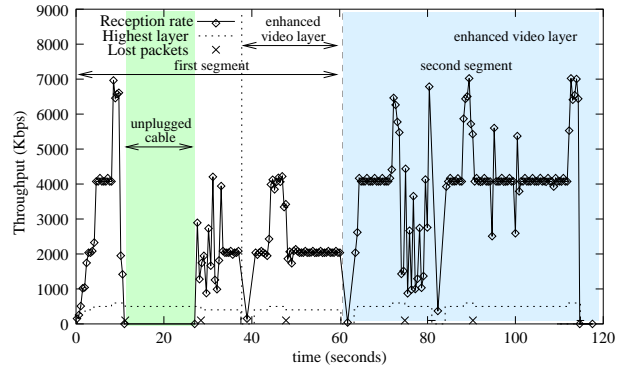 Reception rate
Highest layer
Lost packets
enhanced
video layer
enhanced video layer
first segment
second segment
unplugged
cable
Throughput (Kbps)
9000
8000
7000
6000
5000
4000
3000
2000
1000
0
0 20 40 60 80 100 120
time (seconds)